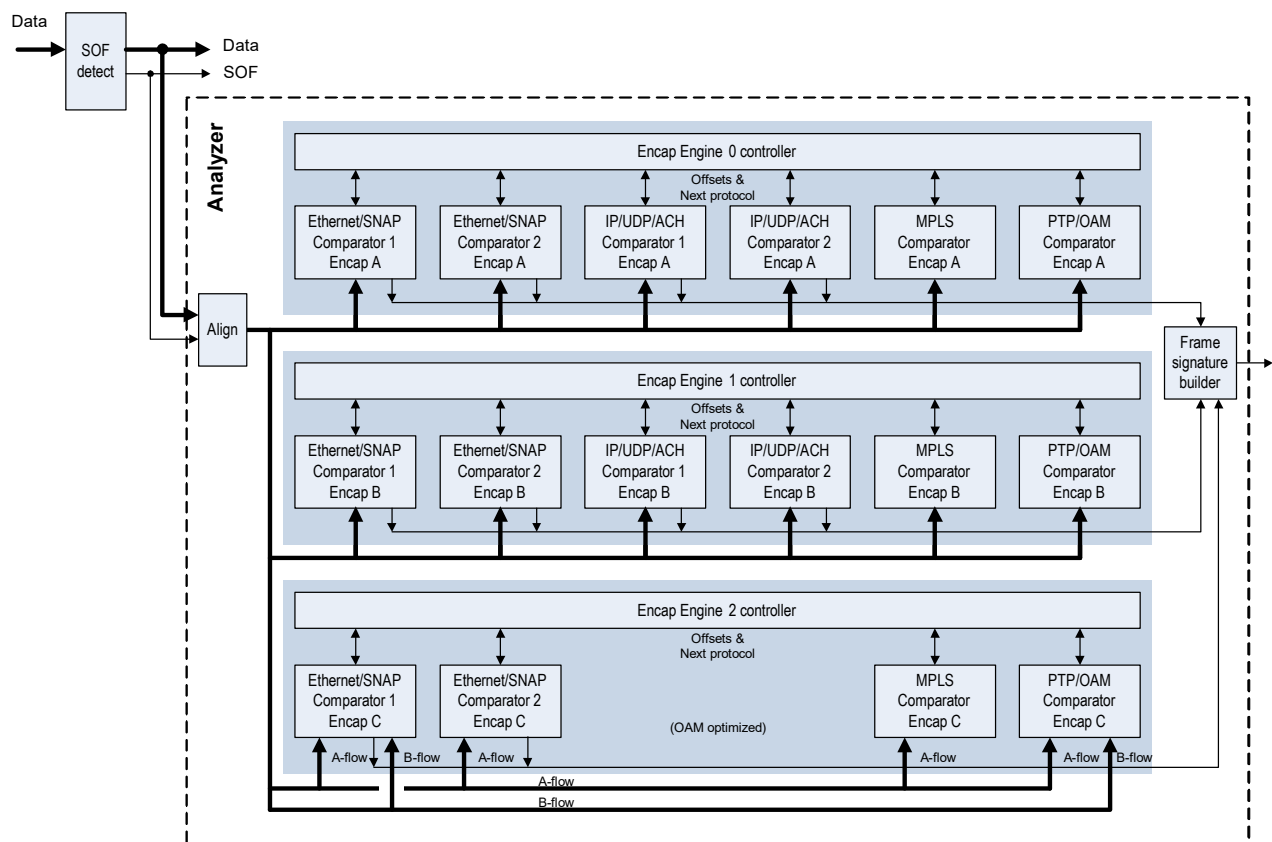 Data
SOF
detect
Data
SOF
Analyzer
Encap Engine 0 controller
Offsets &
Next protocol
Ethernet/SNAP
Comparator 1
Encap A
Ethernet/SNAP
Comparator 2
Encap A
IP/UDP/ACH
Comparator 1
Encap A
IP/UDP/ACH
Comparator 2
Encap A
MPLS
Comparator
Encap A
PTP/OAM
Comparator
Encap A
Align
Frame
signature
builder
Encap Engine 1 controller
Offsets &
Next protocol
Ethernet/SNAP
Comparator 1
Encap B
Ethernet/SNAP
Comparator 2
Encap B
IP/UDP/ACH
Comparator 1
Encap B
IP/UDP/ACH
Comparator 2
Encap B
MPLS
Comparator
Encap B
PTP/OAM
Comparator
Encap B
Encap Engine 2 controller
Offsets &
Next protocol
Ethernet/SNAP
Comparator 1
Encap C
Ethernet/SNAP
Comparator 2
Encap C
(OAM optimized)
MPLS
Comparator
Encap C
PTP/OAM
Comparator
Encap C
A-flow
B-flow
A-flow
A-flow
A-flow
B-flow
A-flow
B-flow